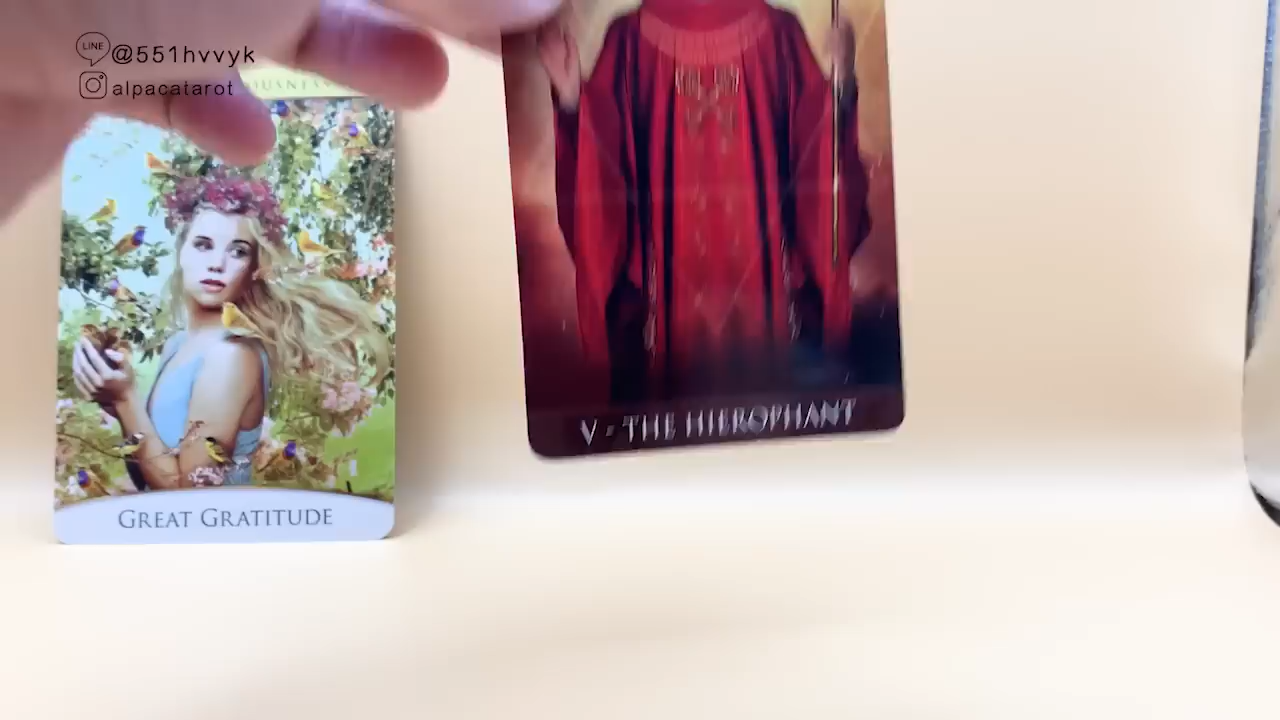 LINE
@551hvvyk
alpacatarot
GREAT GRATITUDE
V - THE HIEROPHANT